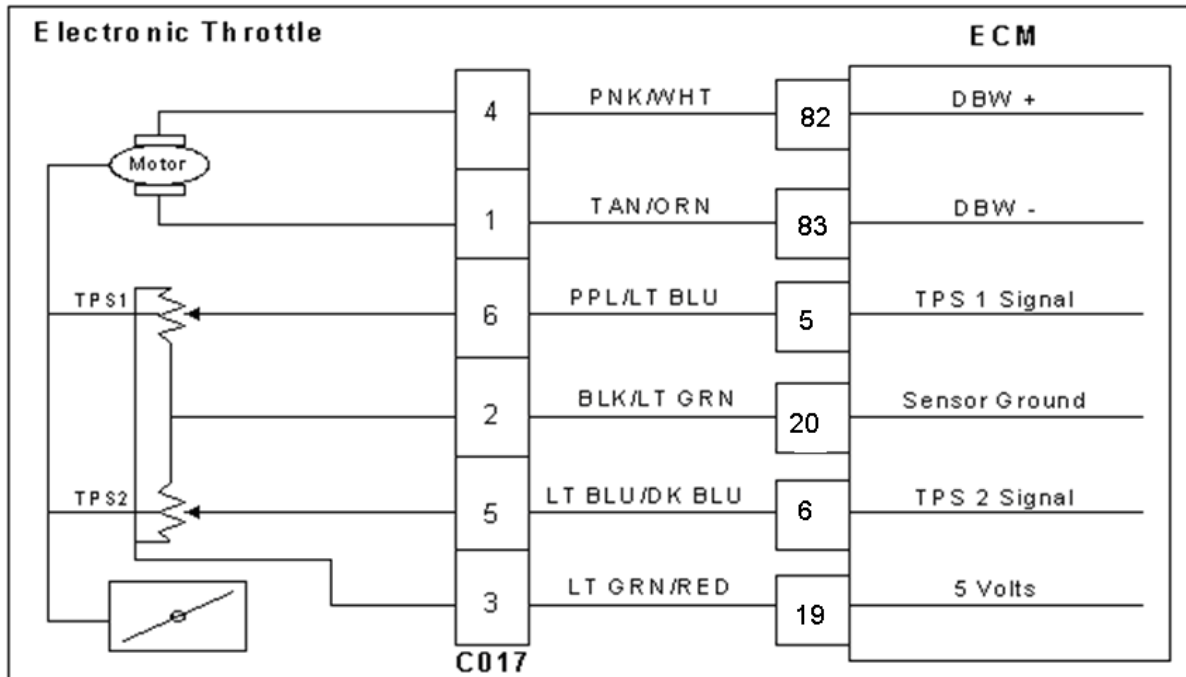 Electronic Throttle
ECM
4 PNK/WHT 82 DBW +
Motor
1 TAN/ORN 83 DBW -
TPS1 6 PPL/LT BLU 5 TPS 1 Signal
2 BLK/LT GRN 20 Sensor Ground
TPS2 5 LT BLU/DK BLU 6 TPS 2 Signal
3 LT GRN/RED 19 5 Volts
C017